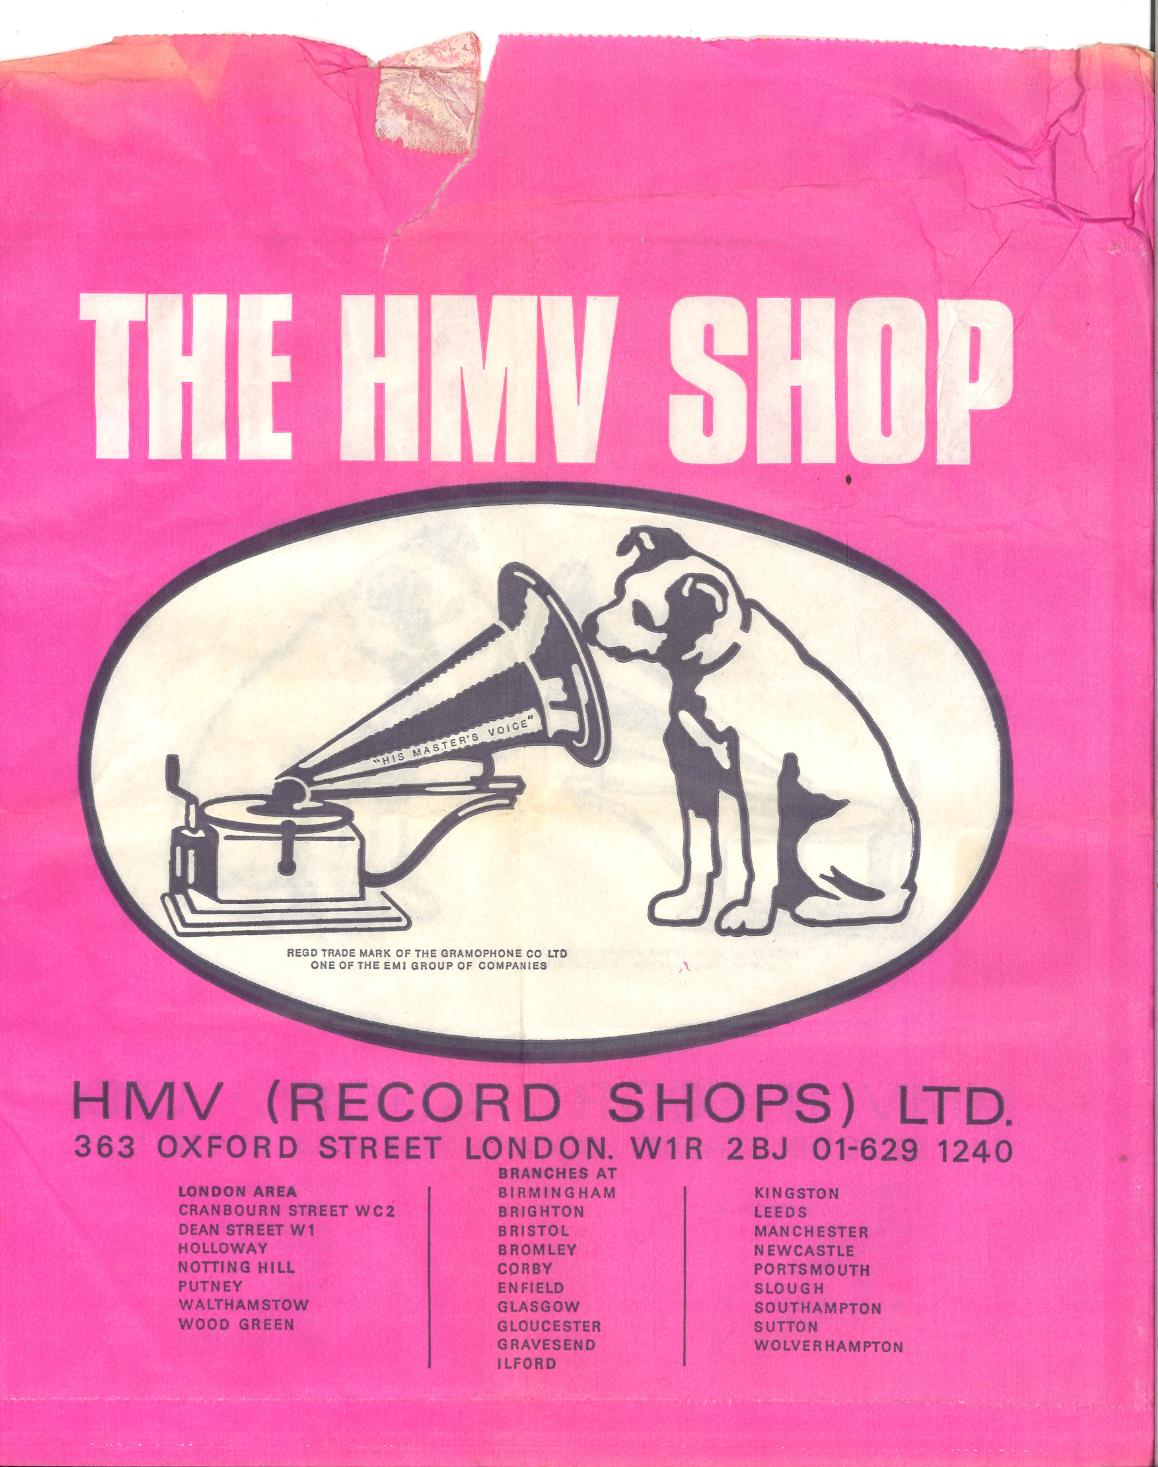 THE HMV SHOP
"HIS MASTER'S VOICE"
REGD TRADE MARK OF THE GRAMOPHONE CO LTD
ONE OF THE EMI GROUP OF COMPANIES
HMV (RECORD SHOPS) LTD.
363 OXFORD STREET LONDON. W1R 2BJ 01-629 1240
LONDON AREA
CRANBOURN STREET WC2
DEAN STREET W1
HOLLOWAY
NOTTING HILL
PUTNEY
WALTHAMSTOW
WOOD GREEN
BRANCHES AT
BIRMINGHAM
BRIGHTON
BRISTOL
BROMLEY
CORBY
ENFIELD
GLASGOW
GLOUCESTER
GRAVESEND
ILFORD
KINGSTON
LEEDS
MANCHESTER
NEWCASTLE
PORTSMOUTH
SLOUGH
SOUTHAMPTON
SUTTON
WOLVERHAMPTON